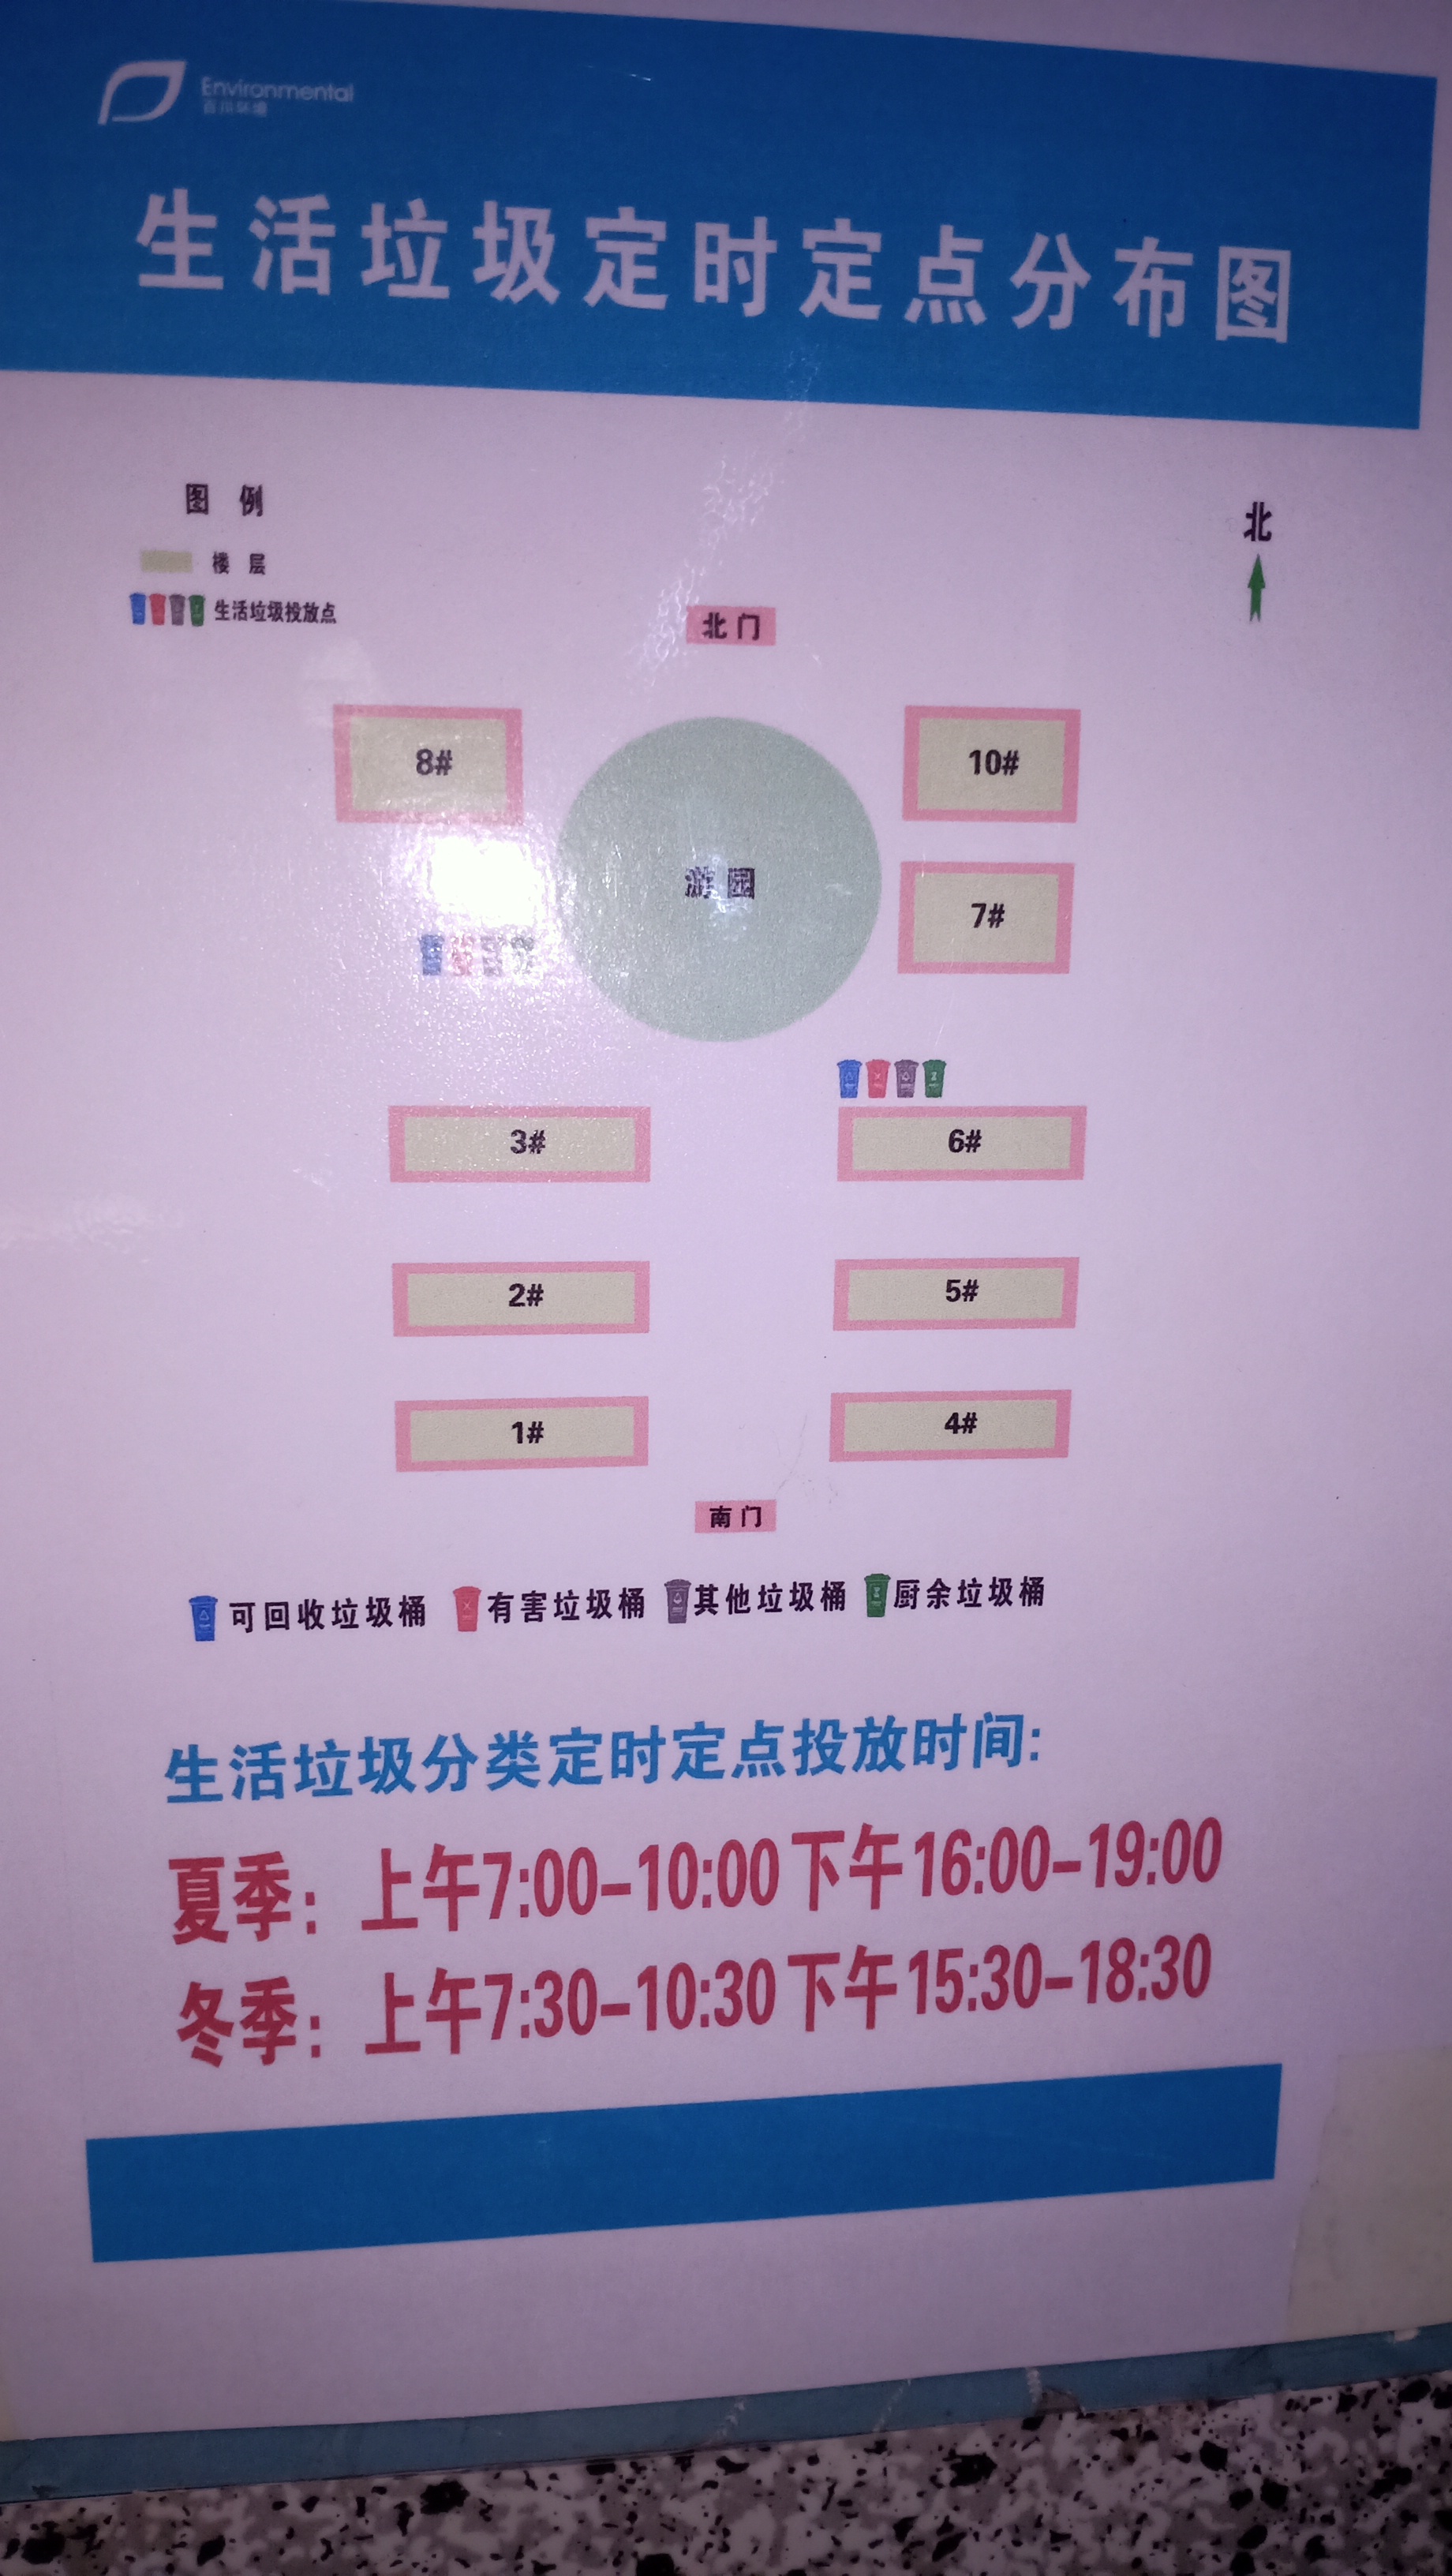 Environmental
百川环境
生活垃圾定时定点分布图
图 例
北
楼 层
生活垃圾投放点
北门
8#
10#
游园
7#
3#
6#
2#
5#
1#
4#
南门
可回收垃圾桶 有害垃圾桶 其他垃圾桶 厨余垃圾桶
生活垃圾分类定时定点投放时间:
夏季: 上午7:00-10:00 下午16:00-19:00
冬季: 上午7:30-10:30 下午15:30-18:30